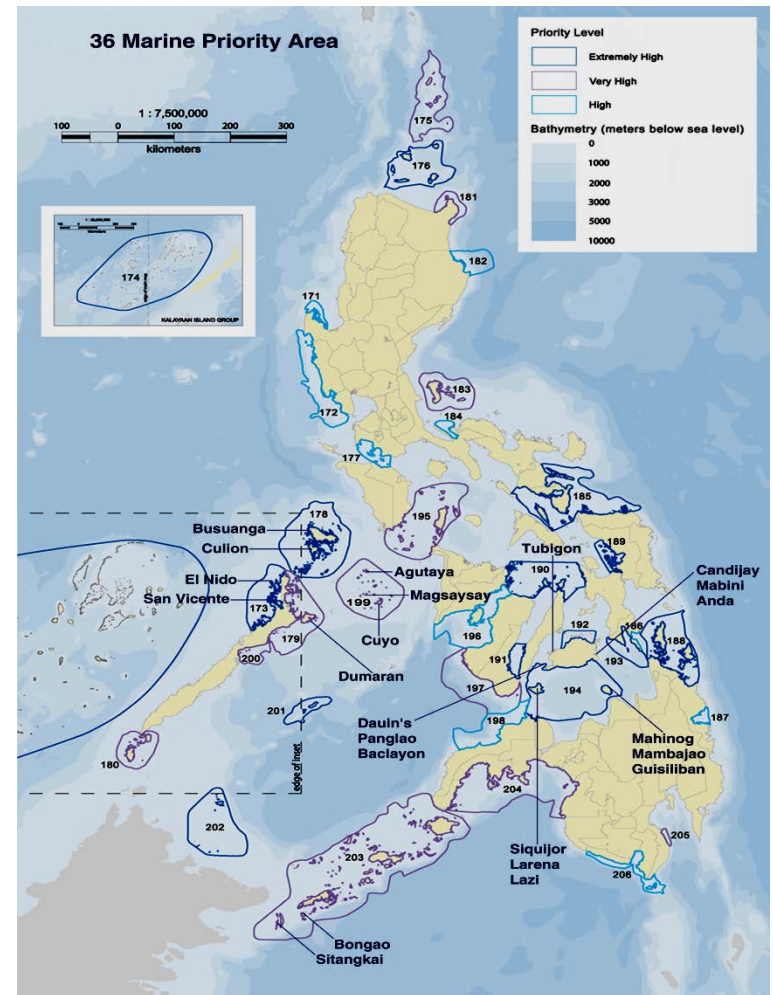 36 Marine Priority Area
1 : 7,500,000
100 0 100 200 300
kilometers
Priority Level
Extremely High
Very High
High
Bathymetry (meters below sea level)
0
1000
2000
3000
5000
10000
175
176
181
182
174
KALAYAAN ISLAND GROUP
171
172
183
184
177
178
185
195
Busuanga
Culion
Tubigon
189
190
Candijay
Mabini
Anda
El Nido
San Vicente
Agutaya
199
Magsaysay
173
Cuyo
179
Dumaran
200
196
192
186
188
191
193
197
194
201
198
187
Dauin's
Panglao
Baclayon
Mahinog
Mambajao
Guisiliban
180
edge of inset
204
202
205
203
206
Siquijor
Larena
Lazi
Bongao
Sitangkai